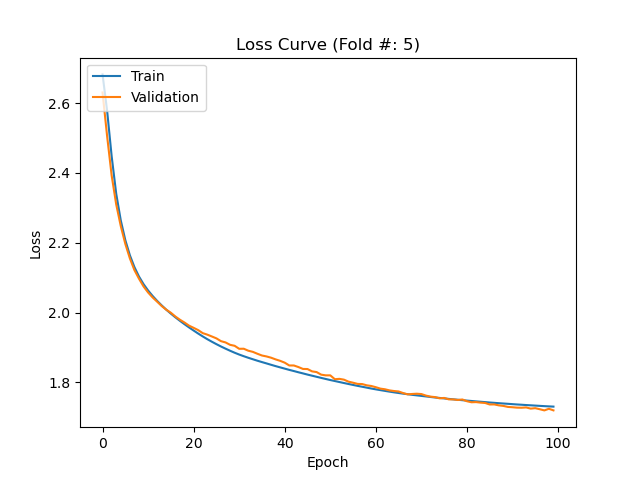 Loss Curve (Fold #: 5)
Train
Validation
2.6
2.4
2.2
2.0
1.8
Loss
0 20 40 60 80 100
Epoch